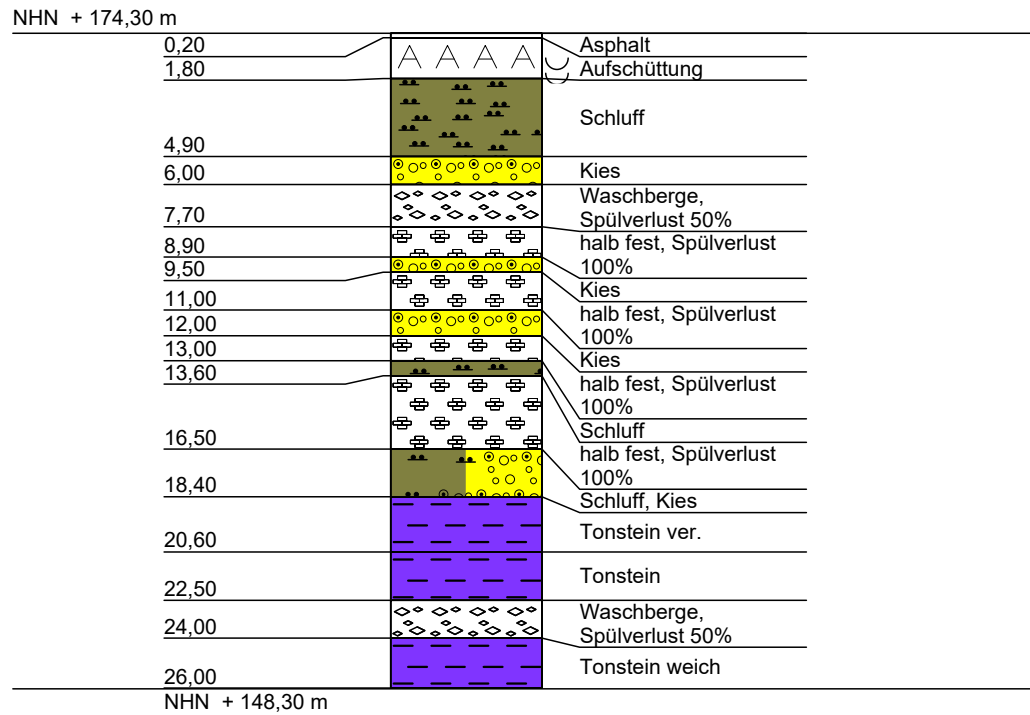 NHN + 174,30 m
0,20
Asphalt
1,80
Aufschüttung
4,90
Schluff
6,00
Kies
7,70
Waschberge,
Spülverlust 50%
8,90
halb fest, Spülverlust
100%
9,50
Kies
11,00
halb fest, Spülverlust
100%
12,00
Kies
13,00
halb fest, Spülverlust
100%
13,60
Schluff
16,50
halb fest, Spülverlust
100%
18,40
Schluff, Kies
20,60
Tonstein ver.
22,50
Tonstein
24,00
Waschberge,
Spülverlust 50%
26,00
Tonstein weich
NHN + 148,30 m